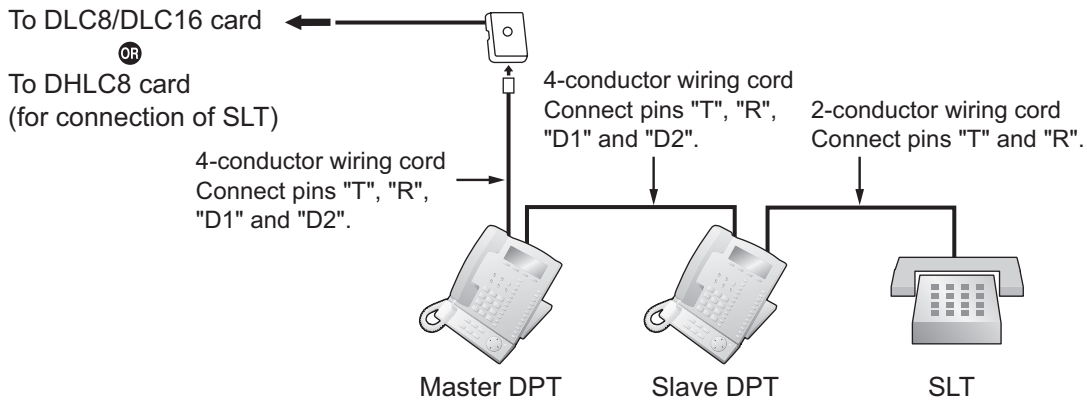 To DLC8/DLC16 card
OR
To DHLC8 card
(for connection of SLT)
4-conductor wiring cord
Connect pins "T", "R",
"D1" and "D2".
4-conductor wiring cord
Connect pins "T", "R",
"D1" and "D2".
2-conductor wiring cord
Connect pins "T" and "R".
Master DPT
Slave DPT
SLT